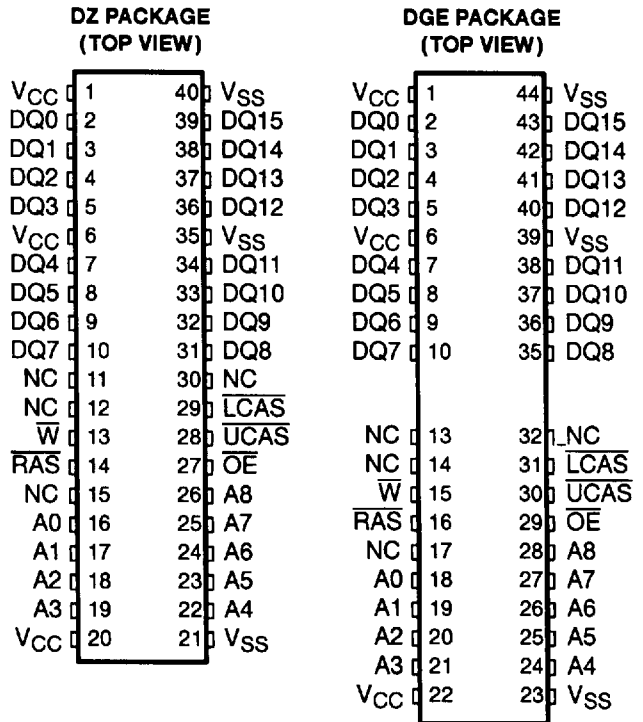 DZ PACKAGE
(TOP VIEW)
VCC 1 40 VSS
DQ0 2 39 DQ15
DQ1 3 38 DQ14
DQ2 4 37 DQ13
DQ3 5 36 DQ12
VCC 6 35 VSS
DQ4 7 34 DQ11
DQ5 8 33 DQ10
DQ6 9 32 DQ9
DQ7 10 31 DQ8
NC 11 30 NC
NC 12 29 L̅C̅A̅S̅
W̅ 13 28 U̅C̅A̅S̅
R̅A̅S̅ 14 27 O̅E̅
NC 15 26 A8
A0 16 25 A7
A1 17 24 A6
A2 18 23 A5
A3 19 22 A4
VCC 20 21 VSS
DGE PACKAGE
(TOP VIEW)
VCC 1 44 VSS
DQ0 2 43 DQ15
DQ1 3 42 DQ14
DQ2 4 41 DQ13
DQ3 5 40 DQ12
VCC 6 39 VSS
DQ4 7 38 DQ11
DQ5 8 37 DQ10
DQ6 9 36 DQ9
DQ7 10 35 DQ8
NC 13 32 NC
NC 14 31 L̅C̅A̅S̅
W̅ 15 30 U̅C̅A̅S̅
R̅A̅S̅ 16 29 O̅E̅
NC 17 28 A8
A0 18 27 A7
A1 19 26 A6
A2 20 25 A5
A3 21 24 A4
VCC 22 23 VSS